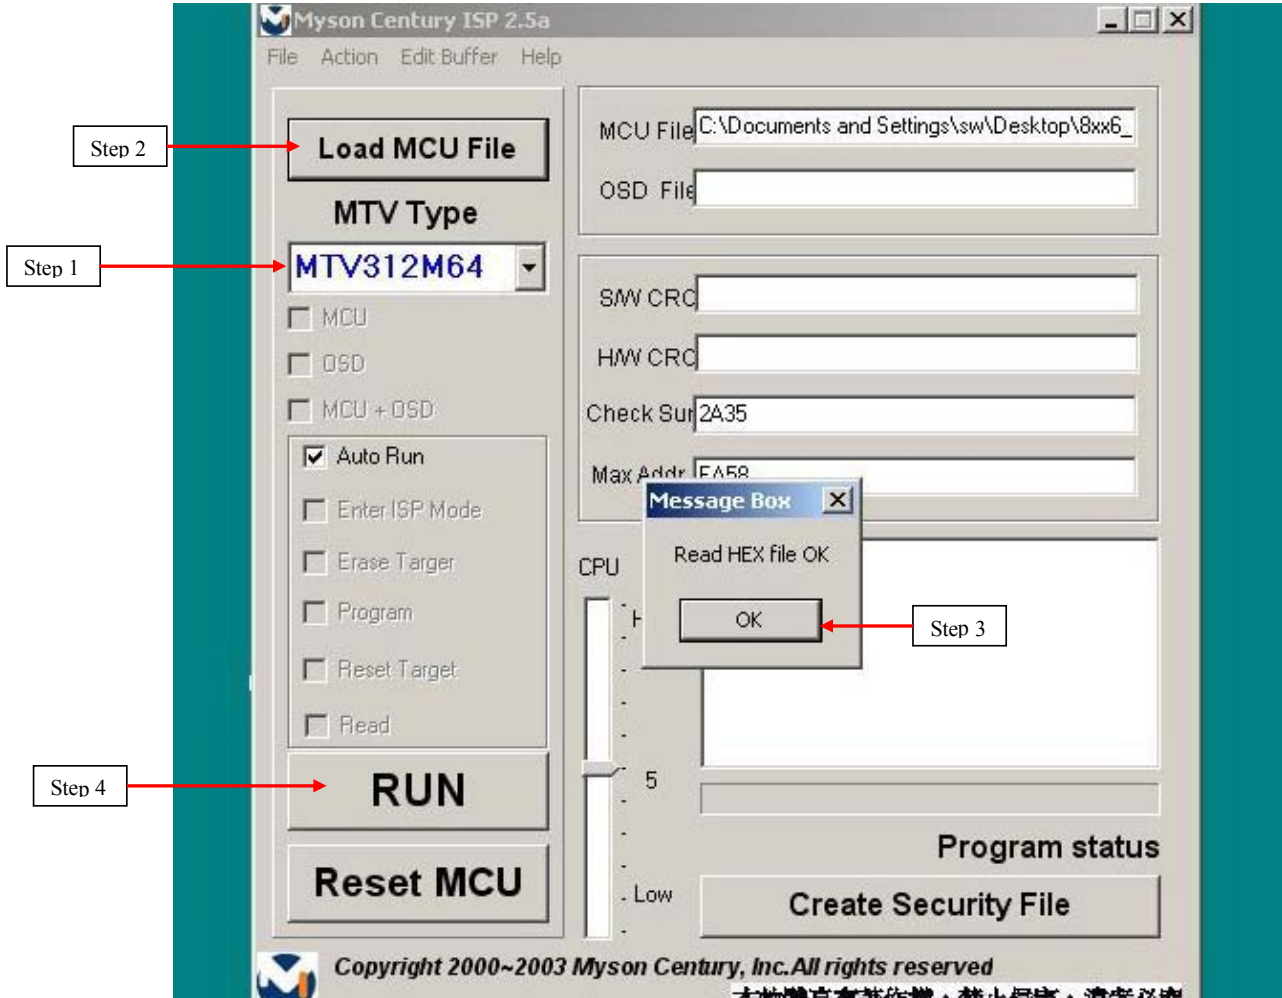 Myson Century ISP 2.5a
File Action Edit Buffer Help
Step 2
Load MCU File
MCU File C:\Documents and Settings\sw\Desktop\8xx6_
OSD File
MTV Type
Step 1
MTV312M64
S/W CRC
MCU
H/W CRC
OSD
MCU + OSD
Check Sum 2A35
Auto Run
Max Addr EA58
Message Box
Enter ISP Mode
Read HEX file OK
Erase Targer
CPU
Program
OK
Step 3
Reset Target
Read
Step 4
RUN
5
Program status
Reset MCU
Low
Create Security File
Copyright 2000~2003 Myson Century, Inc.All rights reserved